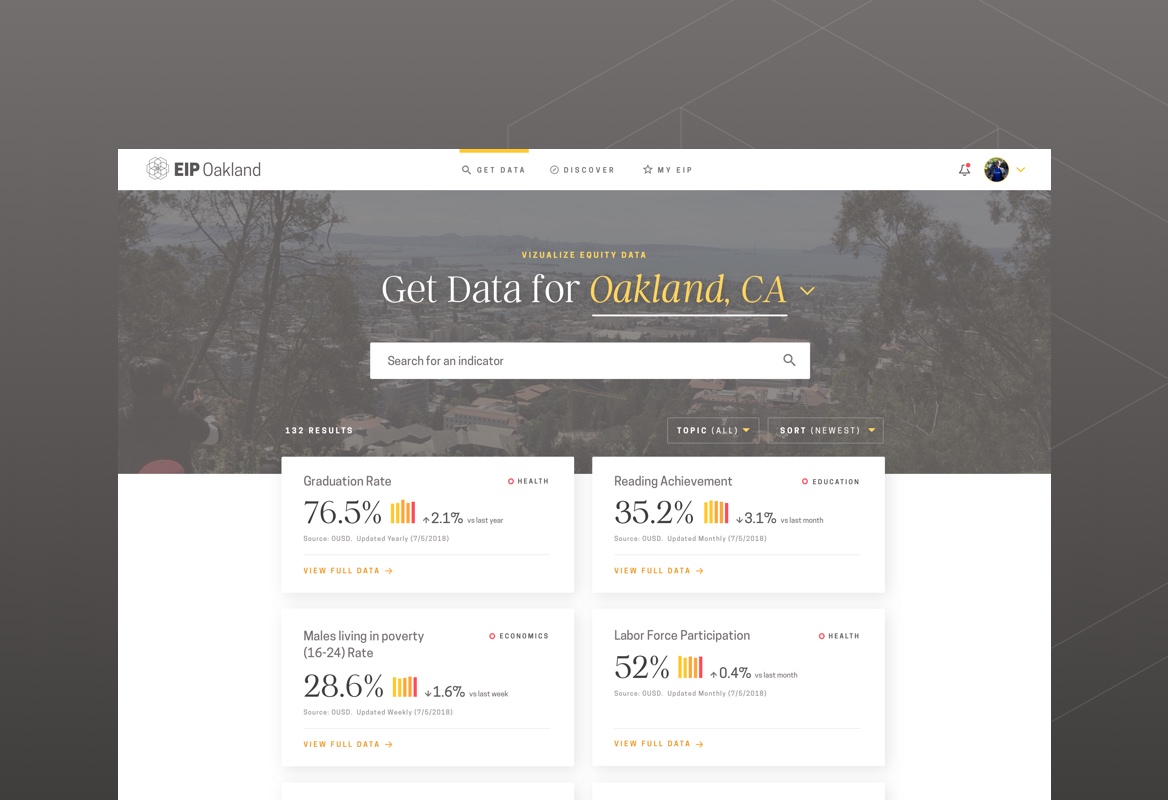 EIP Oakland
GET DATA
DISCOVER
MY EIP
VIZUALIZE EQUITY DATA
Get Data for Oakland, CA
Search for an indicator
132 RESULTS
TOPIC (ALL)
SORT (NEWEST)
Graduation Rate
HEALTH
76.5%
2.1% vs last year
Source: OUSD. Updated Yearly (7/5/2018)
VIEW FULL DATA
Reading Achievement
EDUCATION
35.2%
3.1% vs last month
Source: OUSD. Updated Monthly (7/5/2018)
VIEW FULL DATA
Males living in poverty
(16-24) Rate
ECONOMICS
28.6%
1.6% vs last week
Source: OUSD. Updated Weekly (7/5/2018)
VIEW FULL DATA
Labor Force Participation
HEALTH
52%
0.4% vs last month
Source: OUSD. Updated Monthly (7/5/2018)
VIEW FULL DATA